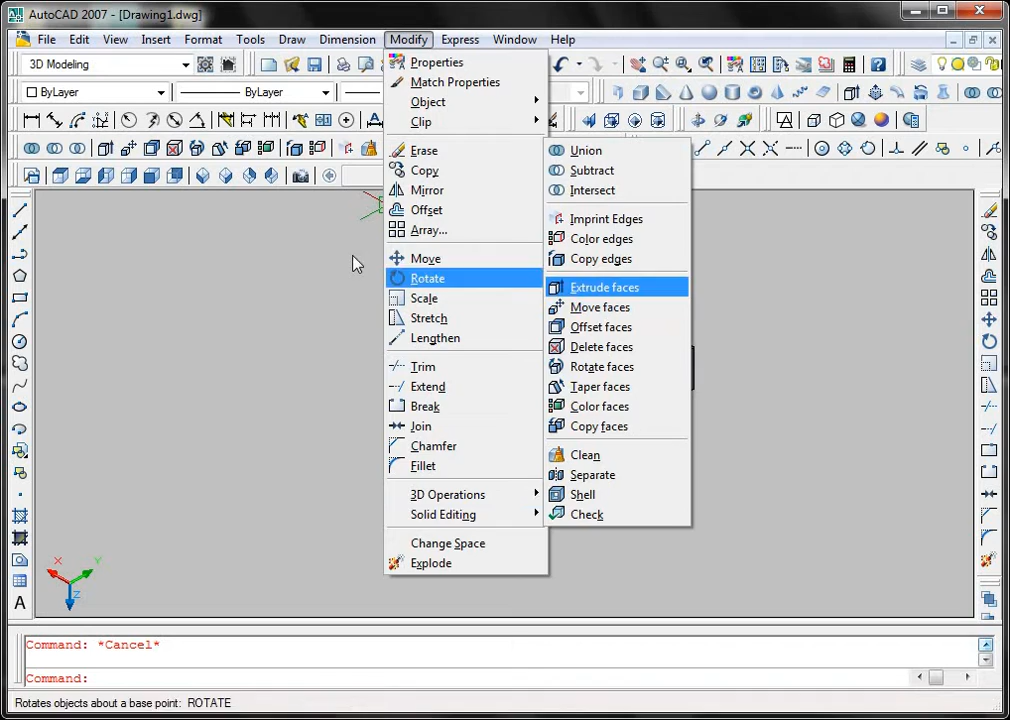 AutoCAD 2007 - [Drawing1.dwg]
File Edit View Insert Format Tools Draw Dimension Modify Express Window Help
3D Modeling
ByLayer
ByLayer
Properties
Match Properties
Object
Clip
Erase
Copy
Mirror
Offset
Array...
Move
Rotate
Scale
Stretch
Lengthen
Trim
Extend
Break
Join
Chamfer
Fillet
3D Operations
Solid Editing
Change Space
Explode
Union
Subtract
Intersect
Imprint Edges
Color edges
Copy edges
Extrude faces
Move faces
Offset faces
Delete faces
Rotate faces
Taper faces
Color faces
Copy faces
Clean
Separate
Shell
Check
X
Y
Z
A
Command: *Cancel*
Command:
Rotates objects about a base point: ROTATE